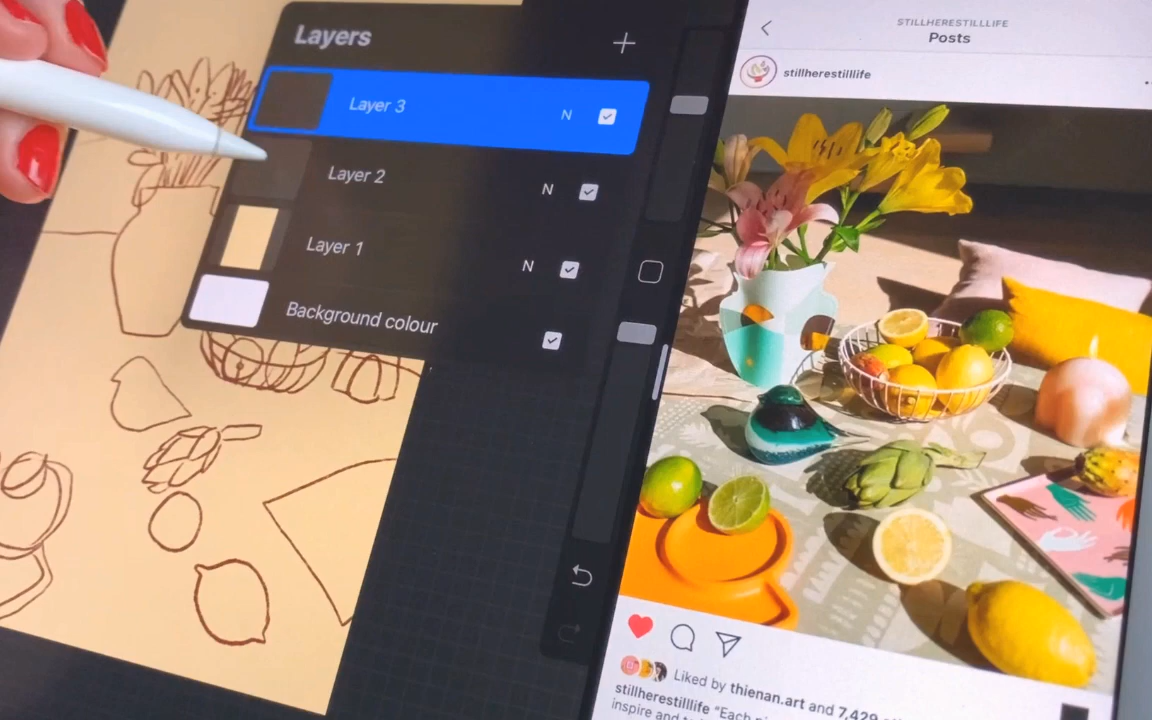 Layers
Layer 3
N
Layer 2
N
Layer 1
N
Background colour
STILLHERESTILLLIFE
Posts
stillherestilllife
Liked by thienan.art and 7,429
stillherestilllife "Each
inspire and